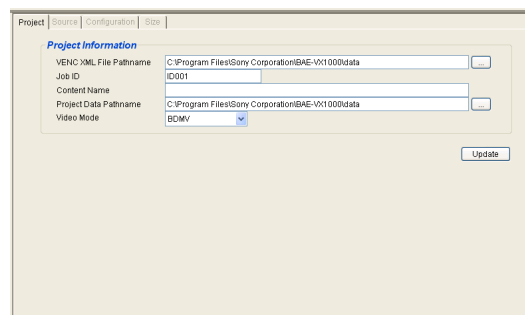 Project Source Configuration Size
Project Information
VENC XML File Pathname C:\Program Files\Sony Corporation\BAE-VX1000\data ...
Job ID ID001
Content Name
Project Data Pathname C:\Program Files\Sony Corporation\BAE-VX1000\data ...
Video Mode BDMV
Update